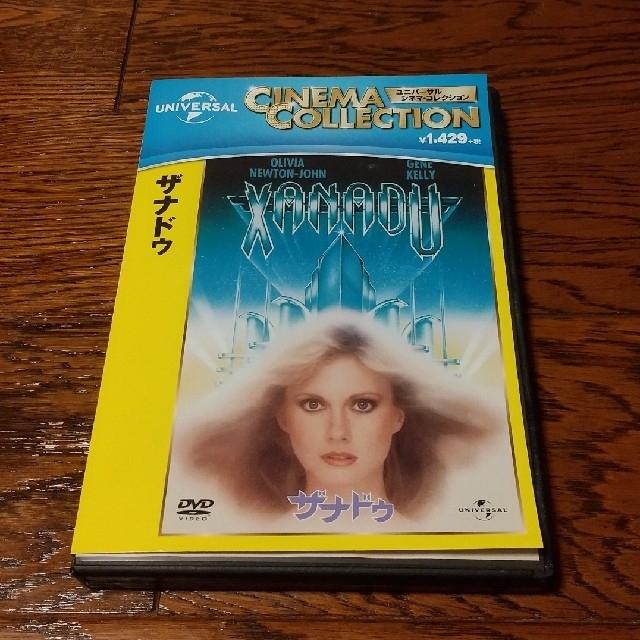 UNIVERSAL
CINEMA COLLECTION
ユニバーサル
シネマ・コレクション
¥1.429+税
ザナドゥ
OLIVIA NEWTON-JOHN
GENE KELLY
XANADU
ザナドゥ
DVD
VIDEO
UNIVERSAL